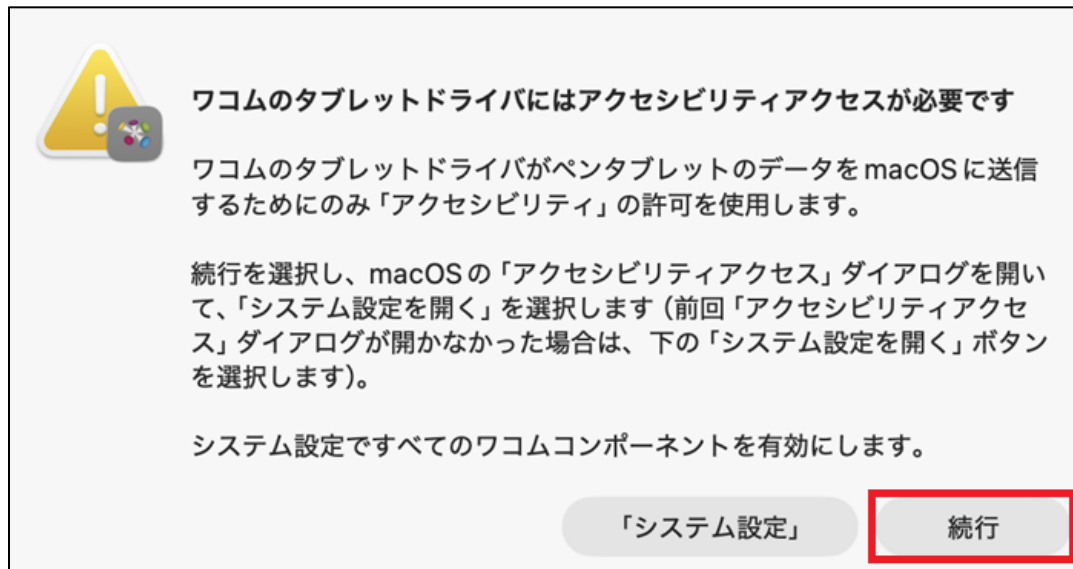 ワコムのタブレットドライバにはアクセシビリティアクセスが必要です
ワコムのタブレットドライバがペンタブレットのデータをmacOSに送信
するためにのみ「アクセシビリティ」の許可を使用します。
続行を選択し、macOSの「アクセシビリティアクセス」ダイアログを開い
て、「システム設定を開く」を選択します（前回「アクセシビリティアクセ
ス」ダイアログが開かなかった場合は、下の「システム設定を開く」ボタン
を選択します）。
システム設定ですべてのワコムコンポーネントを有効にします。
「システム設定」 続行